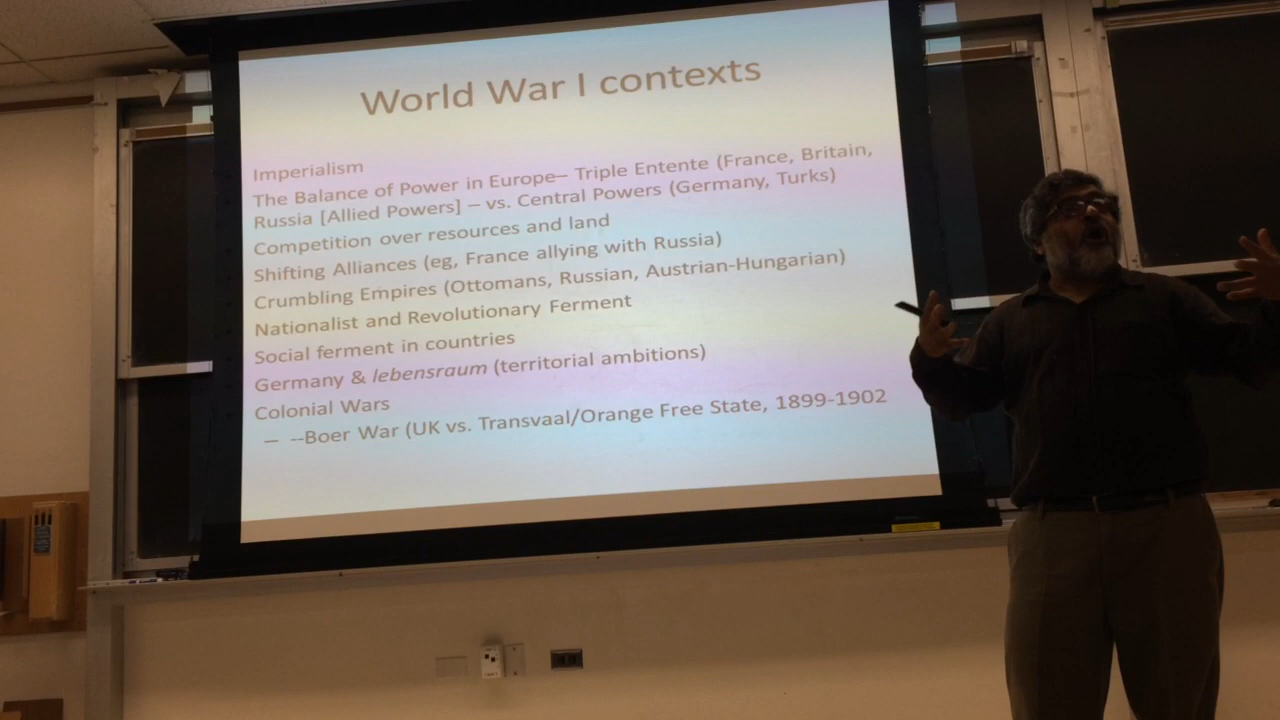 World War I contexts
Imperialism
The Balance of Power in Europe– Triple Entente (France, Britain,
Russia [Allied Powers] – vs. Central Powers (Germany, Turks)
Competition over resources and land
Shifting Alliances (eg, France allying with Russia)
Crumbling Empires (Ottomans, Russian, Austrian-Hungarian)
Nationalist and Revolutionary Ferment
Social ferment in countries
Germany & lebensraum (territorial ambitions)
Colonial Wars
– --Boer War (UK vs. Transvaal/Orange Free State, 1899-1902